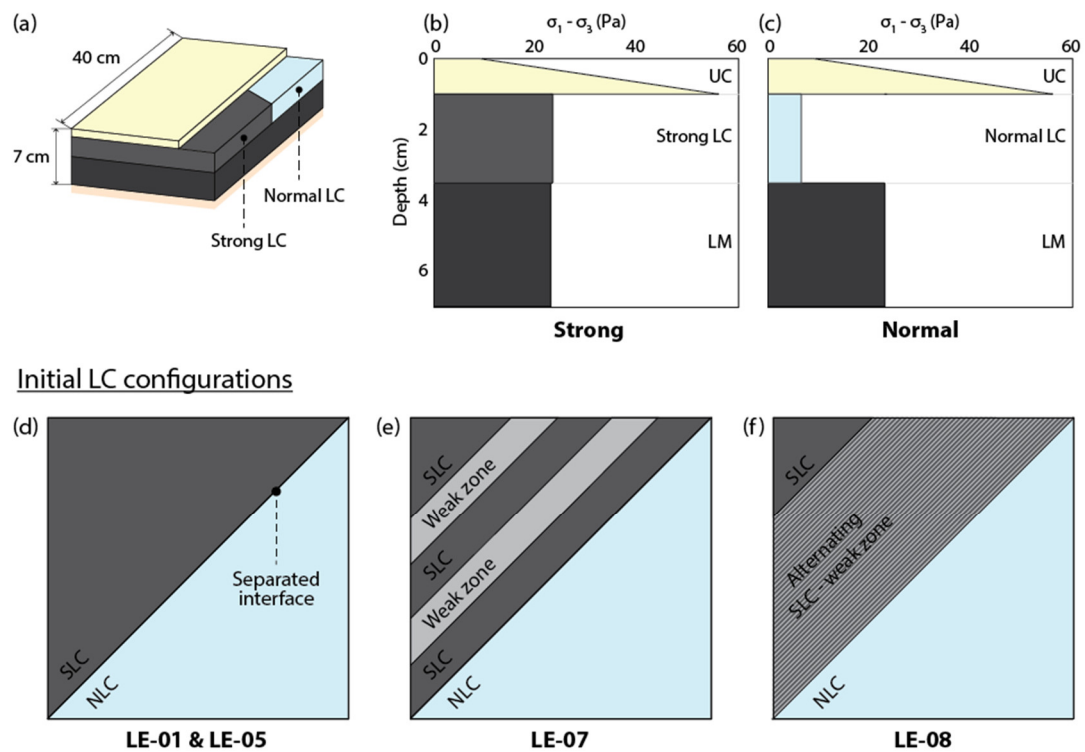 (a)
40 cm
7 cm
Normal LC
Strong LC
(b)
σ1 - σ3 (Pa)
0 20 40 60
0
2
4
6
Depth (cm)
UC
Strong LC
LM
Strong
(c)
σ1 - σ3 (Pa)
0 20 40 60
UC
Normal LC
LM
Normal
Initial LC configurations
(d)
Separated
interface
SLC
NLC
LE-01 & LE-05
(e)
SLC
Weak zone
SLC
Weak zone
SLC
NLC
LE-07
(f)
SLC
Alternating
SLC - weak zone
NLC
LE-08